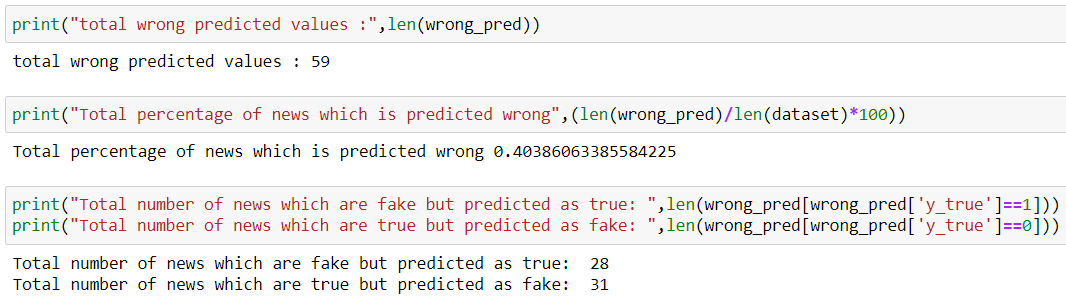 print("total wrong predicted values :",len(wrong_pred))
total wrong predicted values : 59
print("Total percentage of news which is predicted wrong",(len(wrong_pred)/len(dataset)*100))
Total percentage of news which is predicted wrong 0.40386063385584225
print("Total number of news which are fake but predicted as true: ",len(wrong_pred[wrong_pred['y_true']==1]))
print("Total number of news which are true but predicted as fake: ",len(wrong_pred[wrong_pred['y_true']==0]))
Total number of news which are fake but predicted as true:  28
Total number of news which are true but predicted as fake:  31